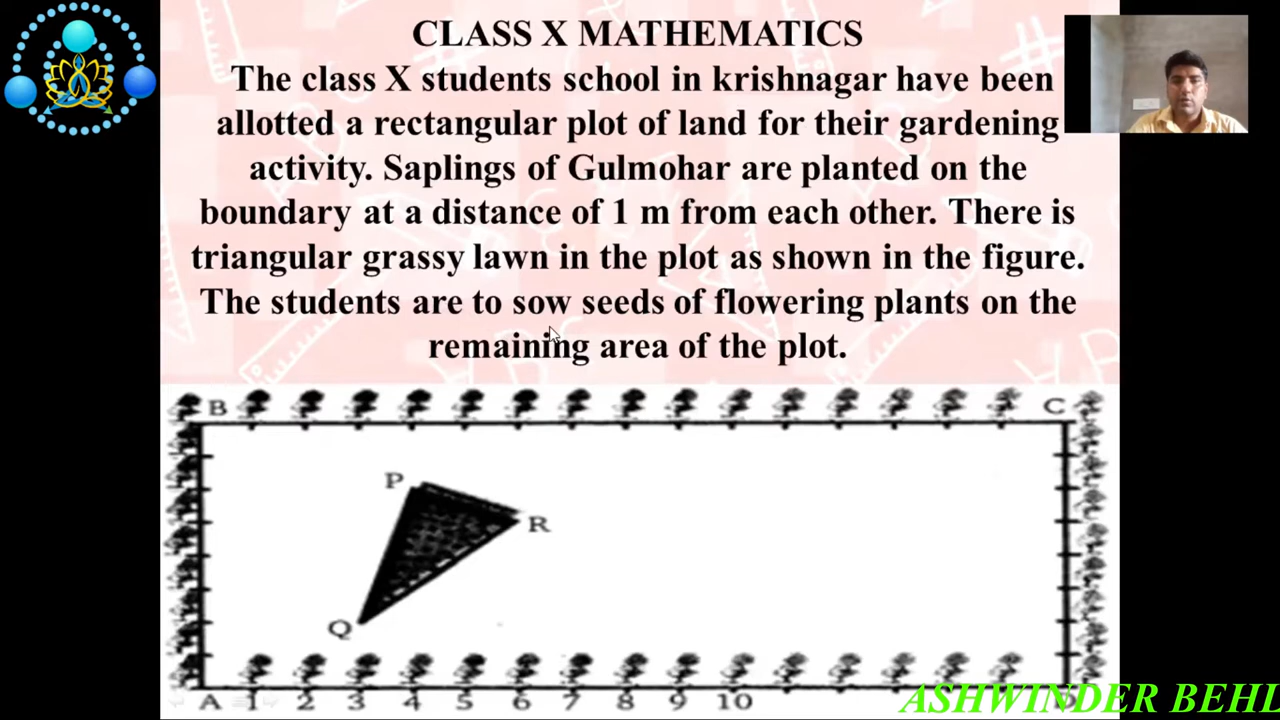 CLASS X MATHEMATICS
The class X students school in krishnagar have been
allotted a rectangular plot of land for their gardening
activity. Saplings of Gulmohar are planted on the
boundary at a distance of 1 m from each other. There is
triangular grassy lawn in the plot as shown in the figure.
The students are to sow seeds of flowering plants on the
remaining area of the plot.
B C
P
R
Q
A 1 2 3 4 5 6 7 8 9 10
ASHWINDER BEHL